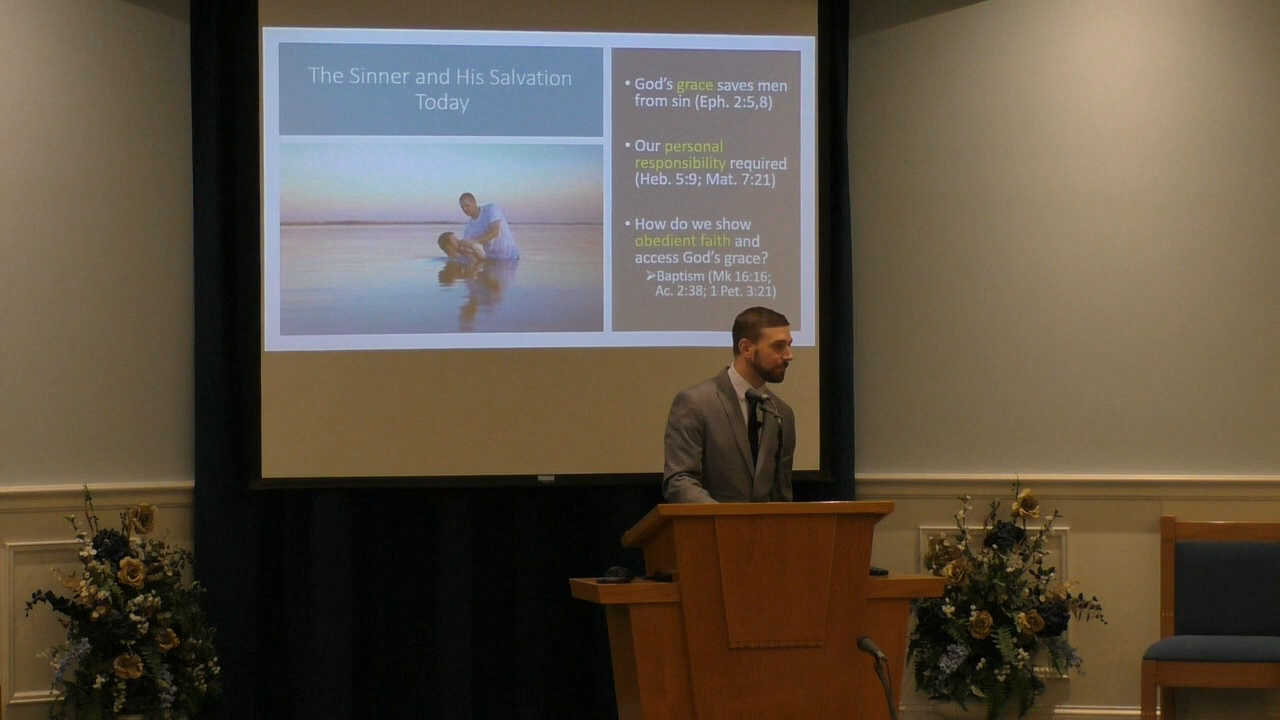 The Sinner and His Salvation
Today
• God's grace saves men
from sin (Eph. 2:5,8)
• Our personal
responsibility required
(Heb. 5:9; Mat. 7:21)
• How do we show
obedient faith and
access God's grace?
➢Baptism (Mk 16:16;
Ac. 2:38; 1 Pet. 3:21)